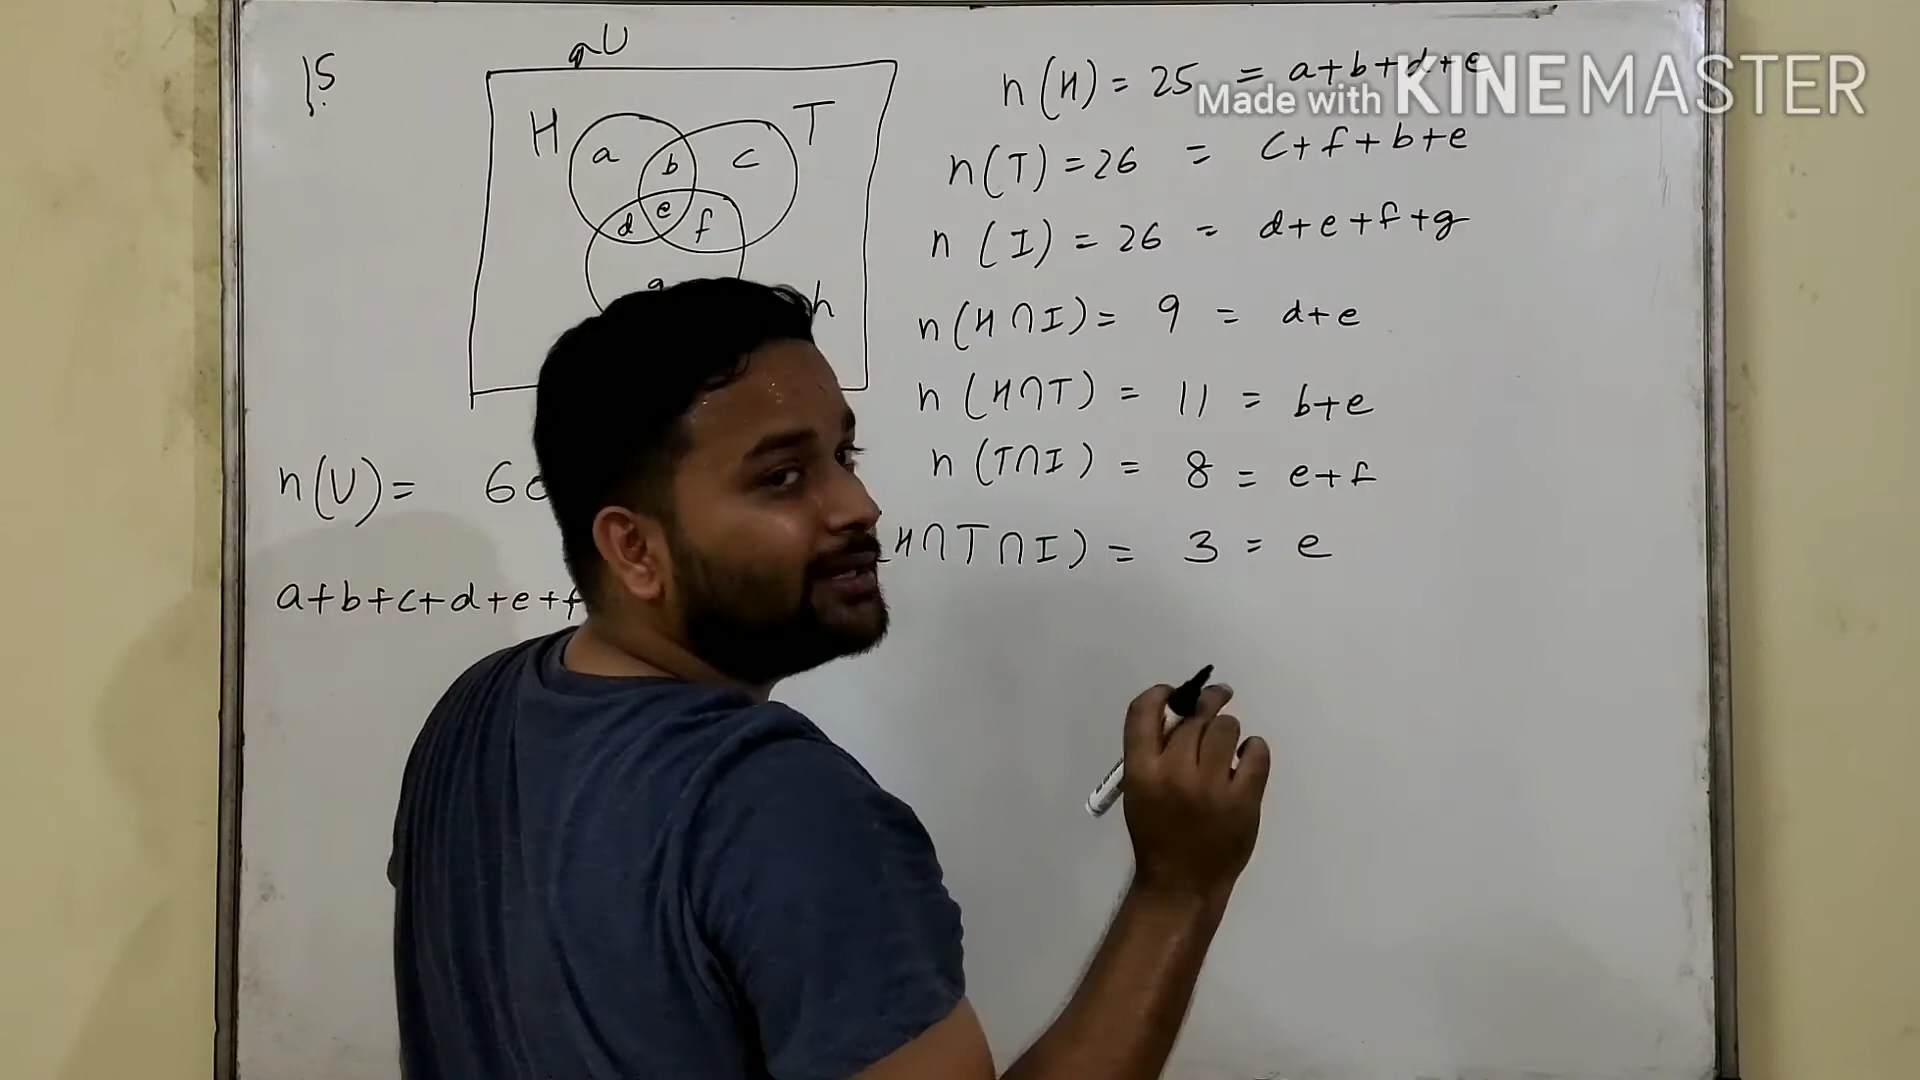 15
U
H
T
a
b
c
e
d
f
h
n(H) = 25 = a+b+d+e
n(T) = 26 = c+f+b+e
n(I) = 26 = d+e+f+g
n(H∩I) = 9 = d+e
n(H∩T) = 11 = b+e
n(T∩I) = 8 = e+f
H∩T∩I) = 3 = e
n(U) = 60
a+b+c+d+e+f
Made with KINEMASTER